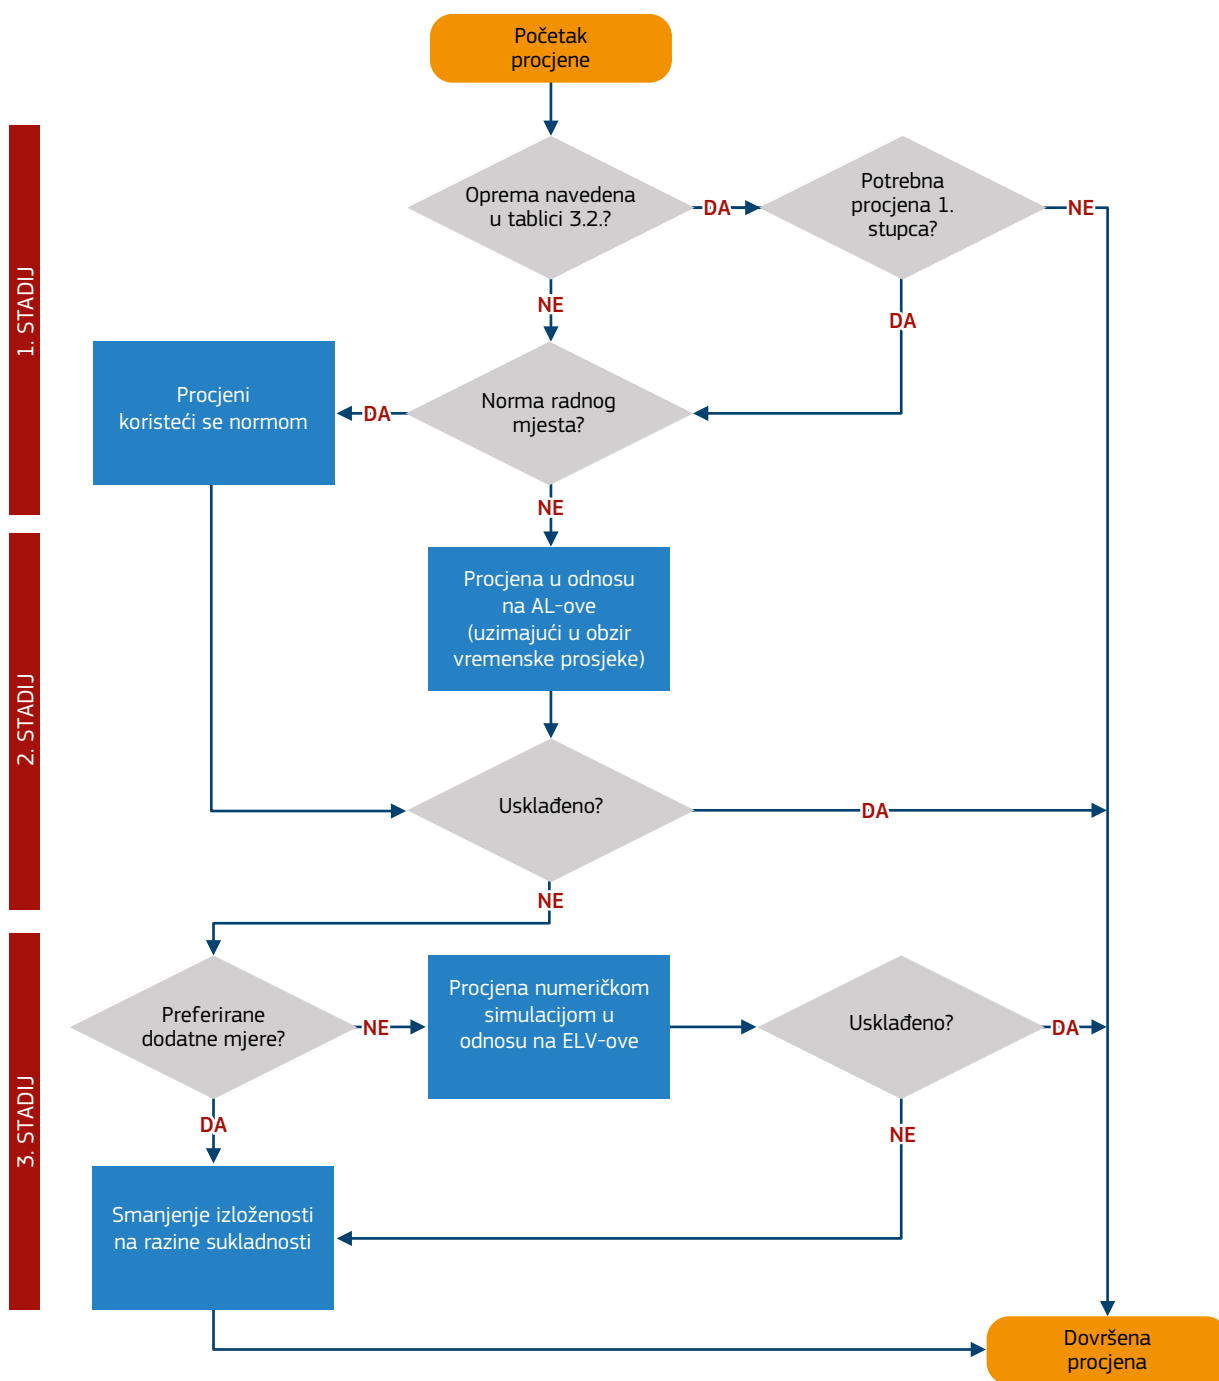 Početak
procjene
1. STADIJ
Oprema navedena
u tablici 3.2.?
DA
Potrebna
procjena 1.
stupca?
NE
NE
DA
Procjeni
koristeći se normom
DA
Norma radnog
mjesta?
NE
2. STADIJ
Procjena u odnosu
na AL-ove
(uzimajući u obzir
vremenske prosjeke)
Usklađeno?
DA
NE
3. STADIJ
Preferirane
dodatne mjere?
NE
Procjena numeričkom
simulacijom u
odnosu na ELV-ove
Usklađeno?
DA
DA
NE
Smanjenje izloženosti
na razine sukladnosti
Dovršena
procjena